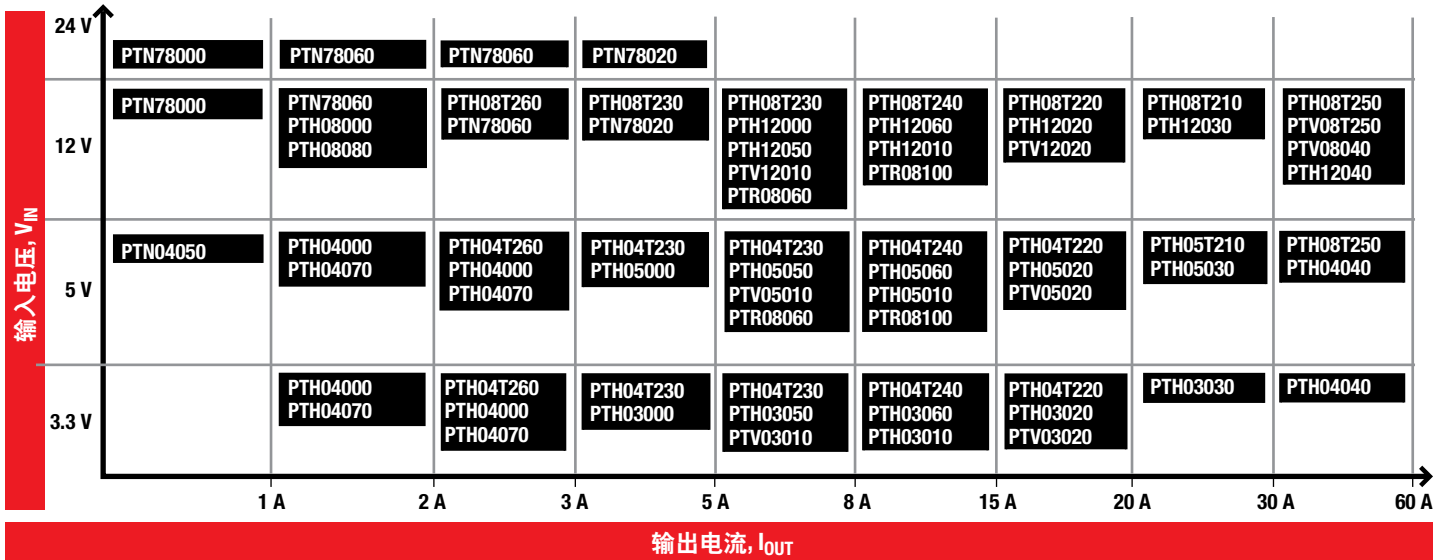 24 V
PTN78000
PTN78060
PTN78060
PTN78020
12 V
PTN78000
PTN78060
PTH08000
PTH08080
PTH08T260
PTN78060
PTH08T230
PTN78020
PTH08T230
PTH12000
PTH12050
PTV12010
PTR08060
PTH08T240
PTH12060
PTH12010
PTR08100
PTH08T220
PTH12020
PTV12020
PTH08T210
PTH12030
PTH08T250
PTV08T250
PTV08040
PTH12040
5 V
PTN04050
PTH04000
PTH04070
PTH04T260
PTH04000
PTH04070
PTH04T230
PTH05000
PTH04T230
PTH05050
PTV05010
PTR08060
PTH04T240
PTH05060
PTH05010
PTR08100
PTH04T220
PTH05020
PTV05020
PTH05T210
PTH05030
PTH08T250
PTH04040
3.3 V
PTH04000
PTH04070
PTH04T260
PTH04000
PTH04070
PTH04T230
PTH03000
PTH04T230
PTH03050
PTV03010
PTH04T240
PTH03060
PTH03010
PTH04T220
PTH03020
PTV03020
PTH03030
PTH04040
输入电压, VIN
1 A
2 A
3 A
5 A
8 A
15 A
20 A
30 A
60 A
输出电流, IOUT